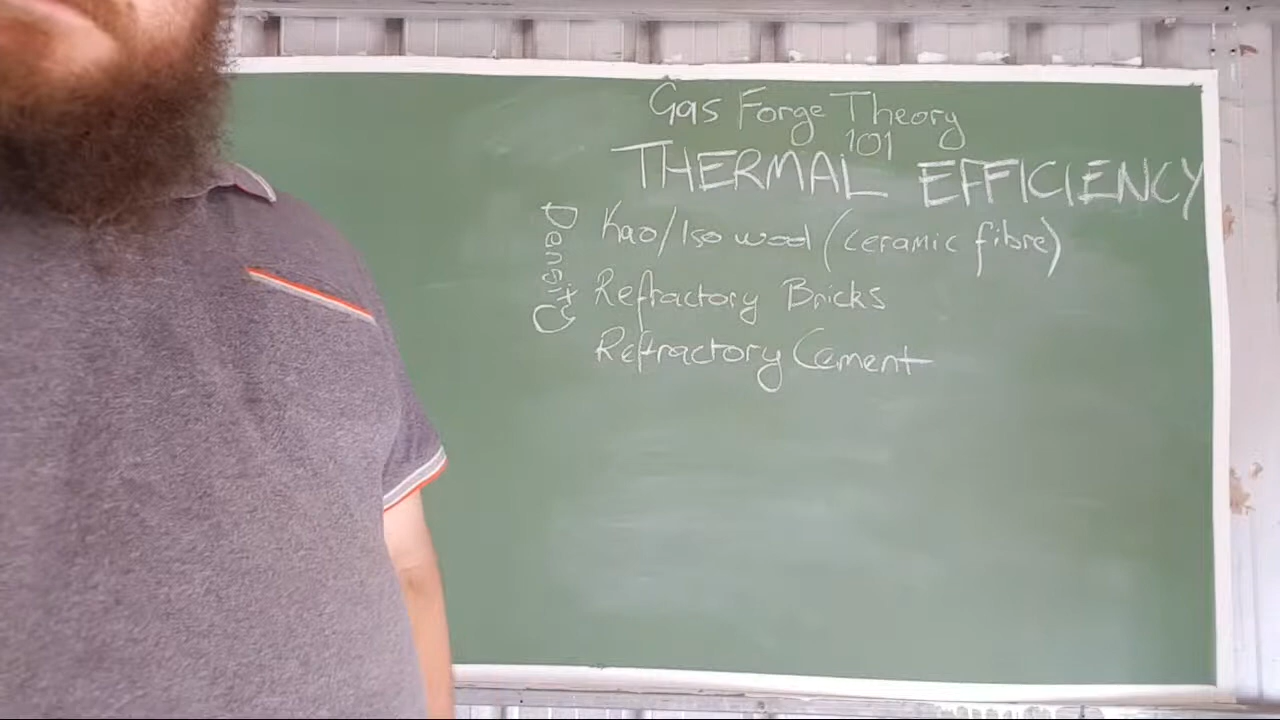 Gas Forge Theory
101
THERMAL EFFICIENCY
Density
Kao/Iso wool (ceramic fibre)
Refractory Bricks
Refractory Cement